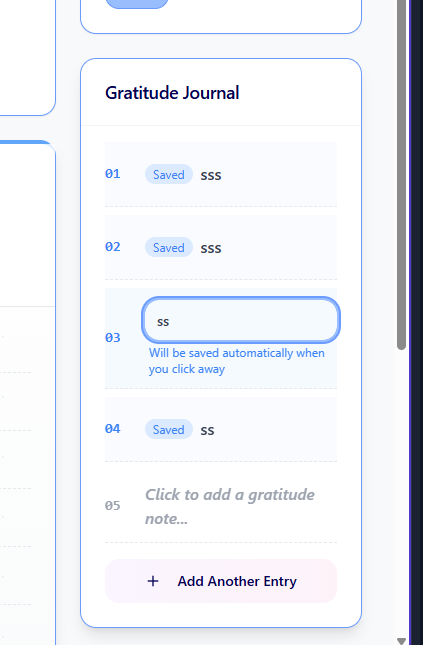 Gratitude Journal
01 Saved sss
02 Saved sss
03 ss
Will be saved automatically when
you click away
04 Saved ss
05 Click to add a gratitude
note...
+ Add Another Entry